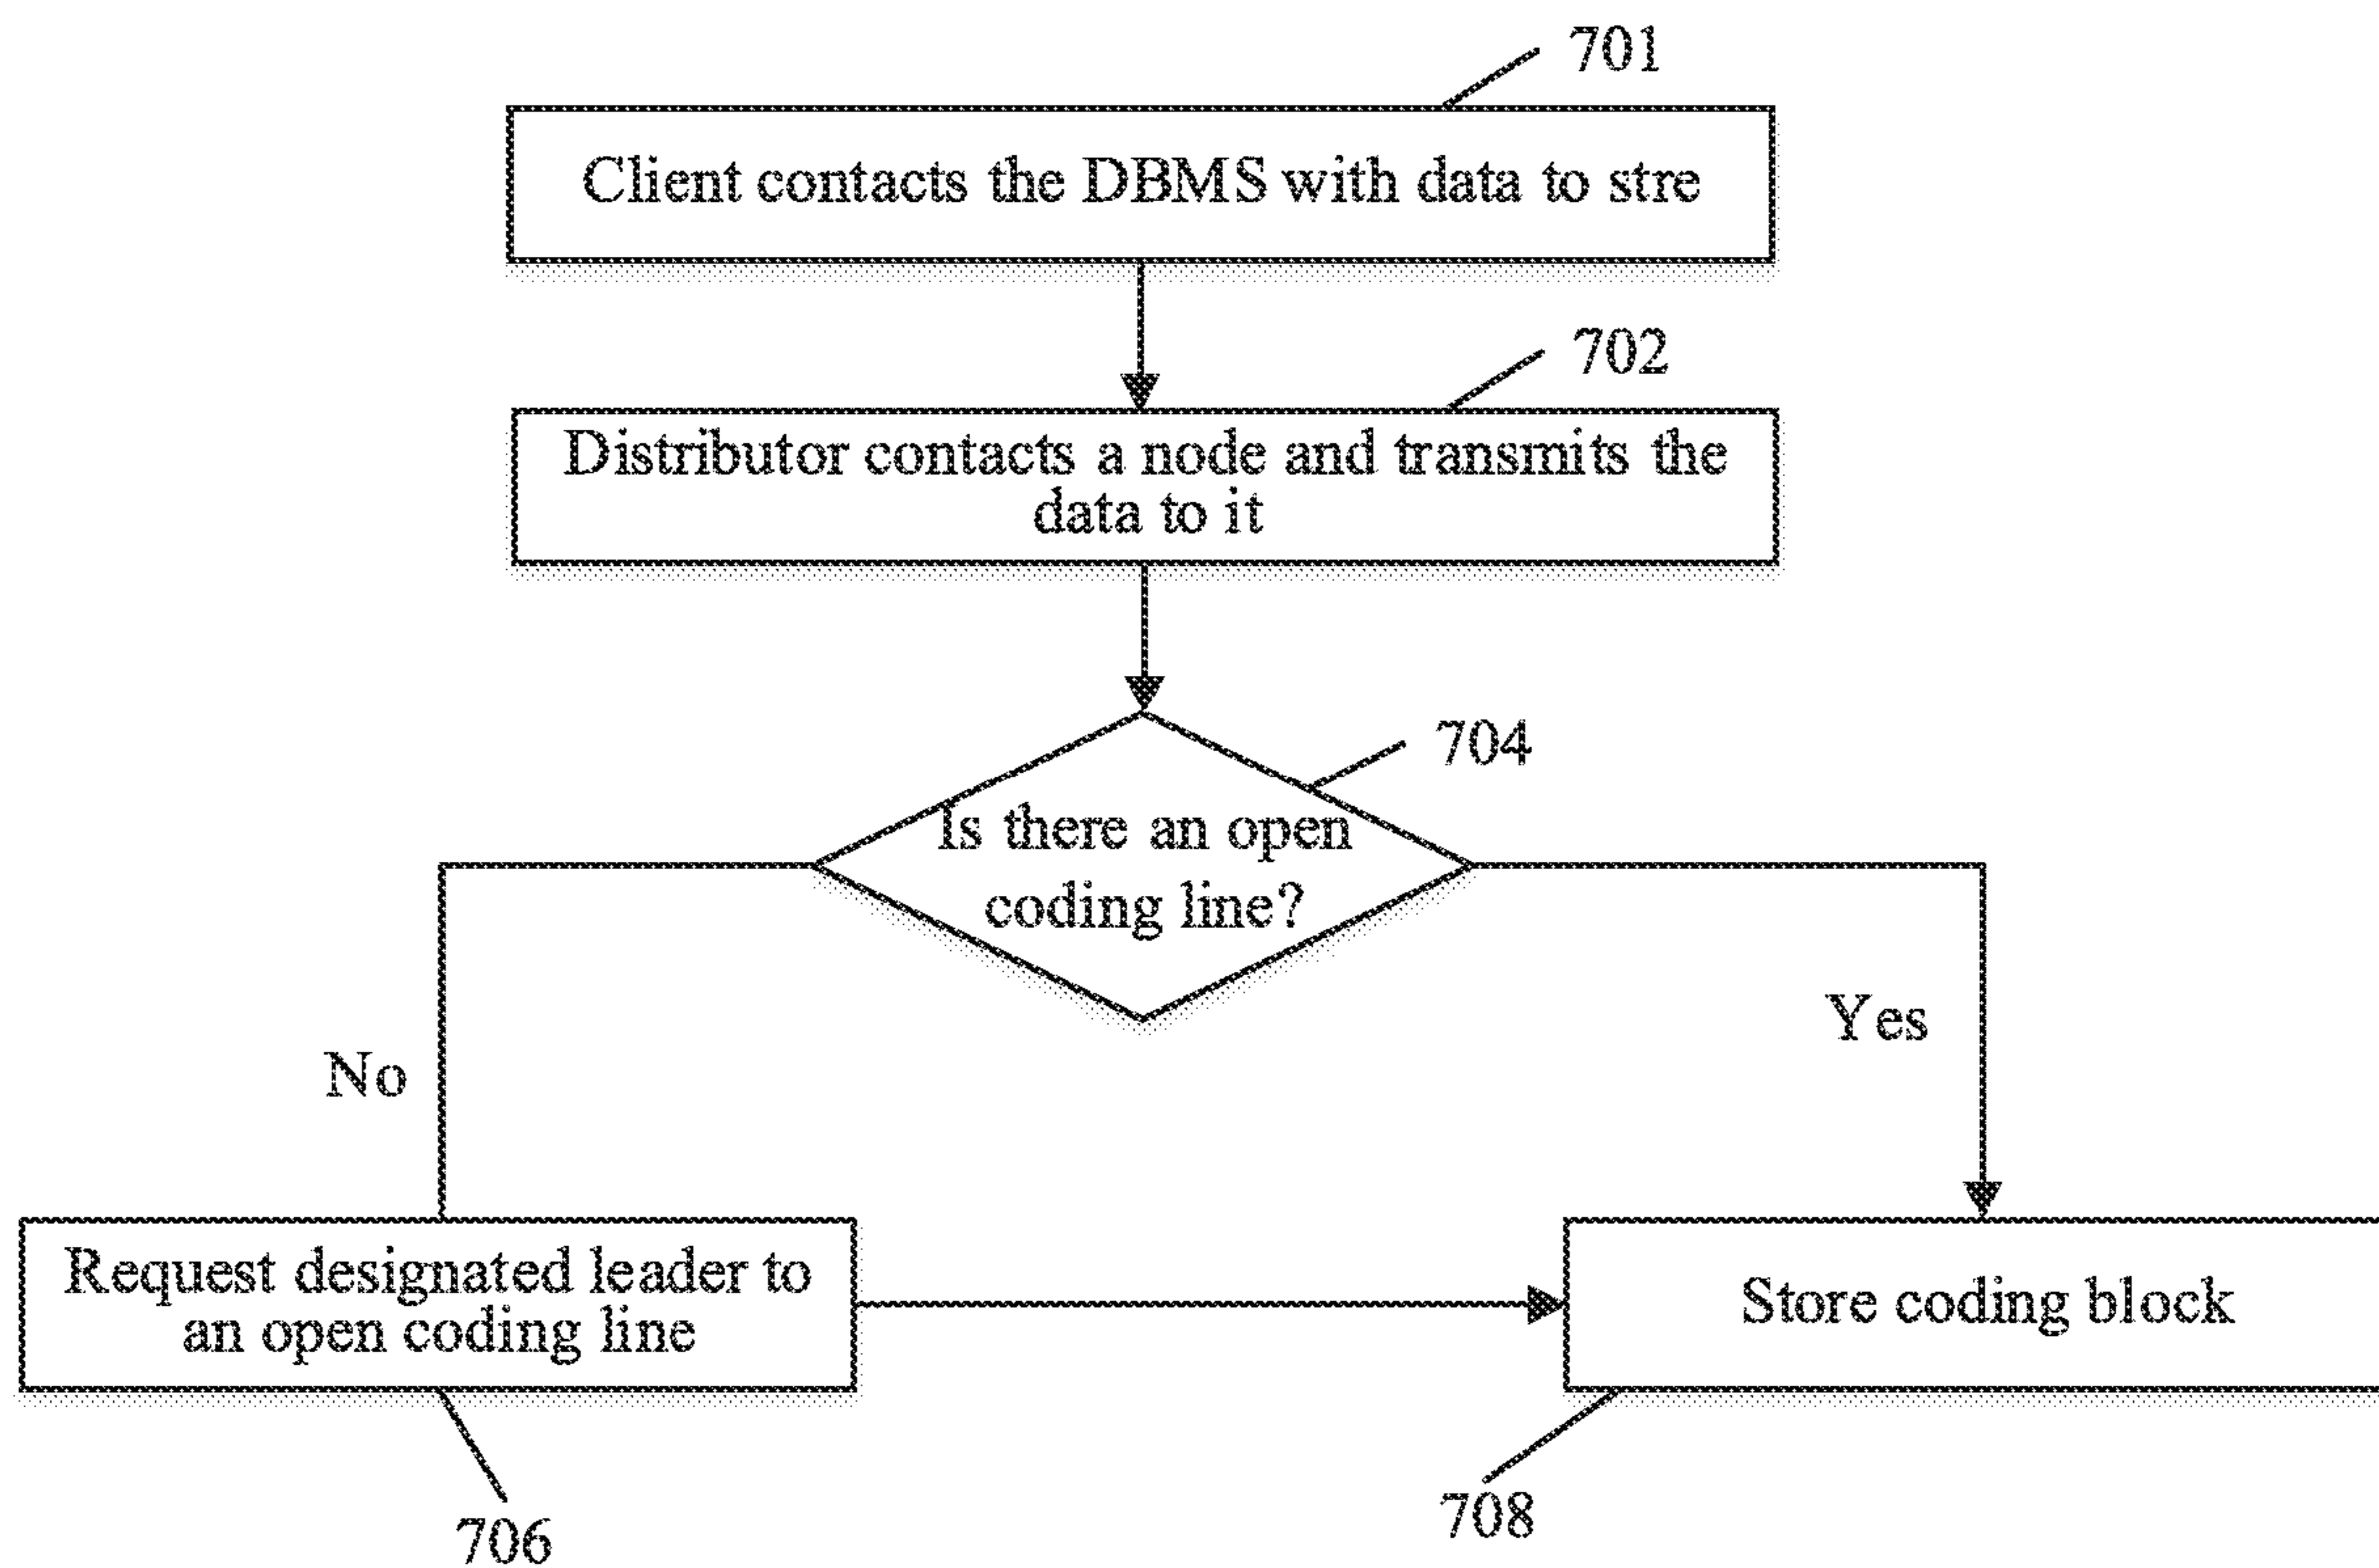 701
Client contacts the DBMS with data to stre
702
Distributor contacts a node and transmits the
data to it
704
Is there an open
coding line?
No
Yes
Request designated leader to
an open coding line
Store coding block
706
708